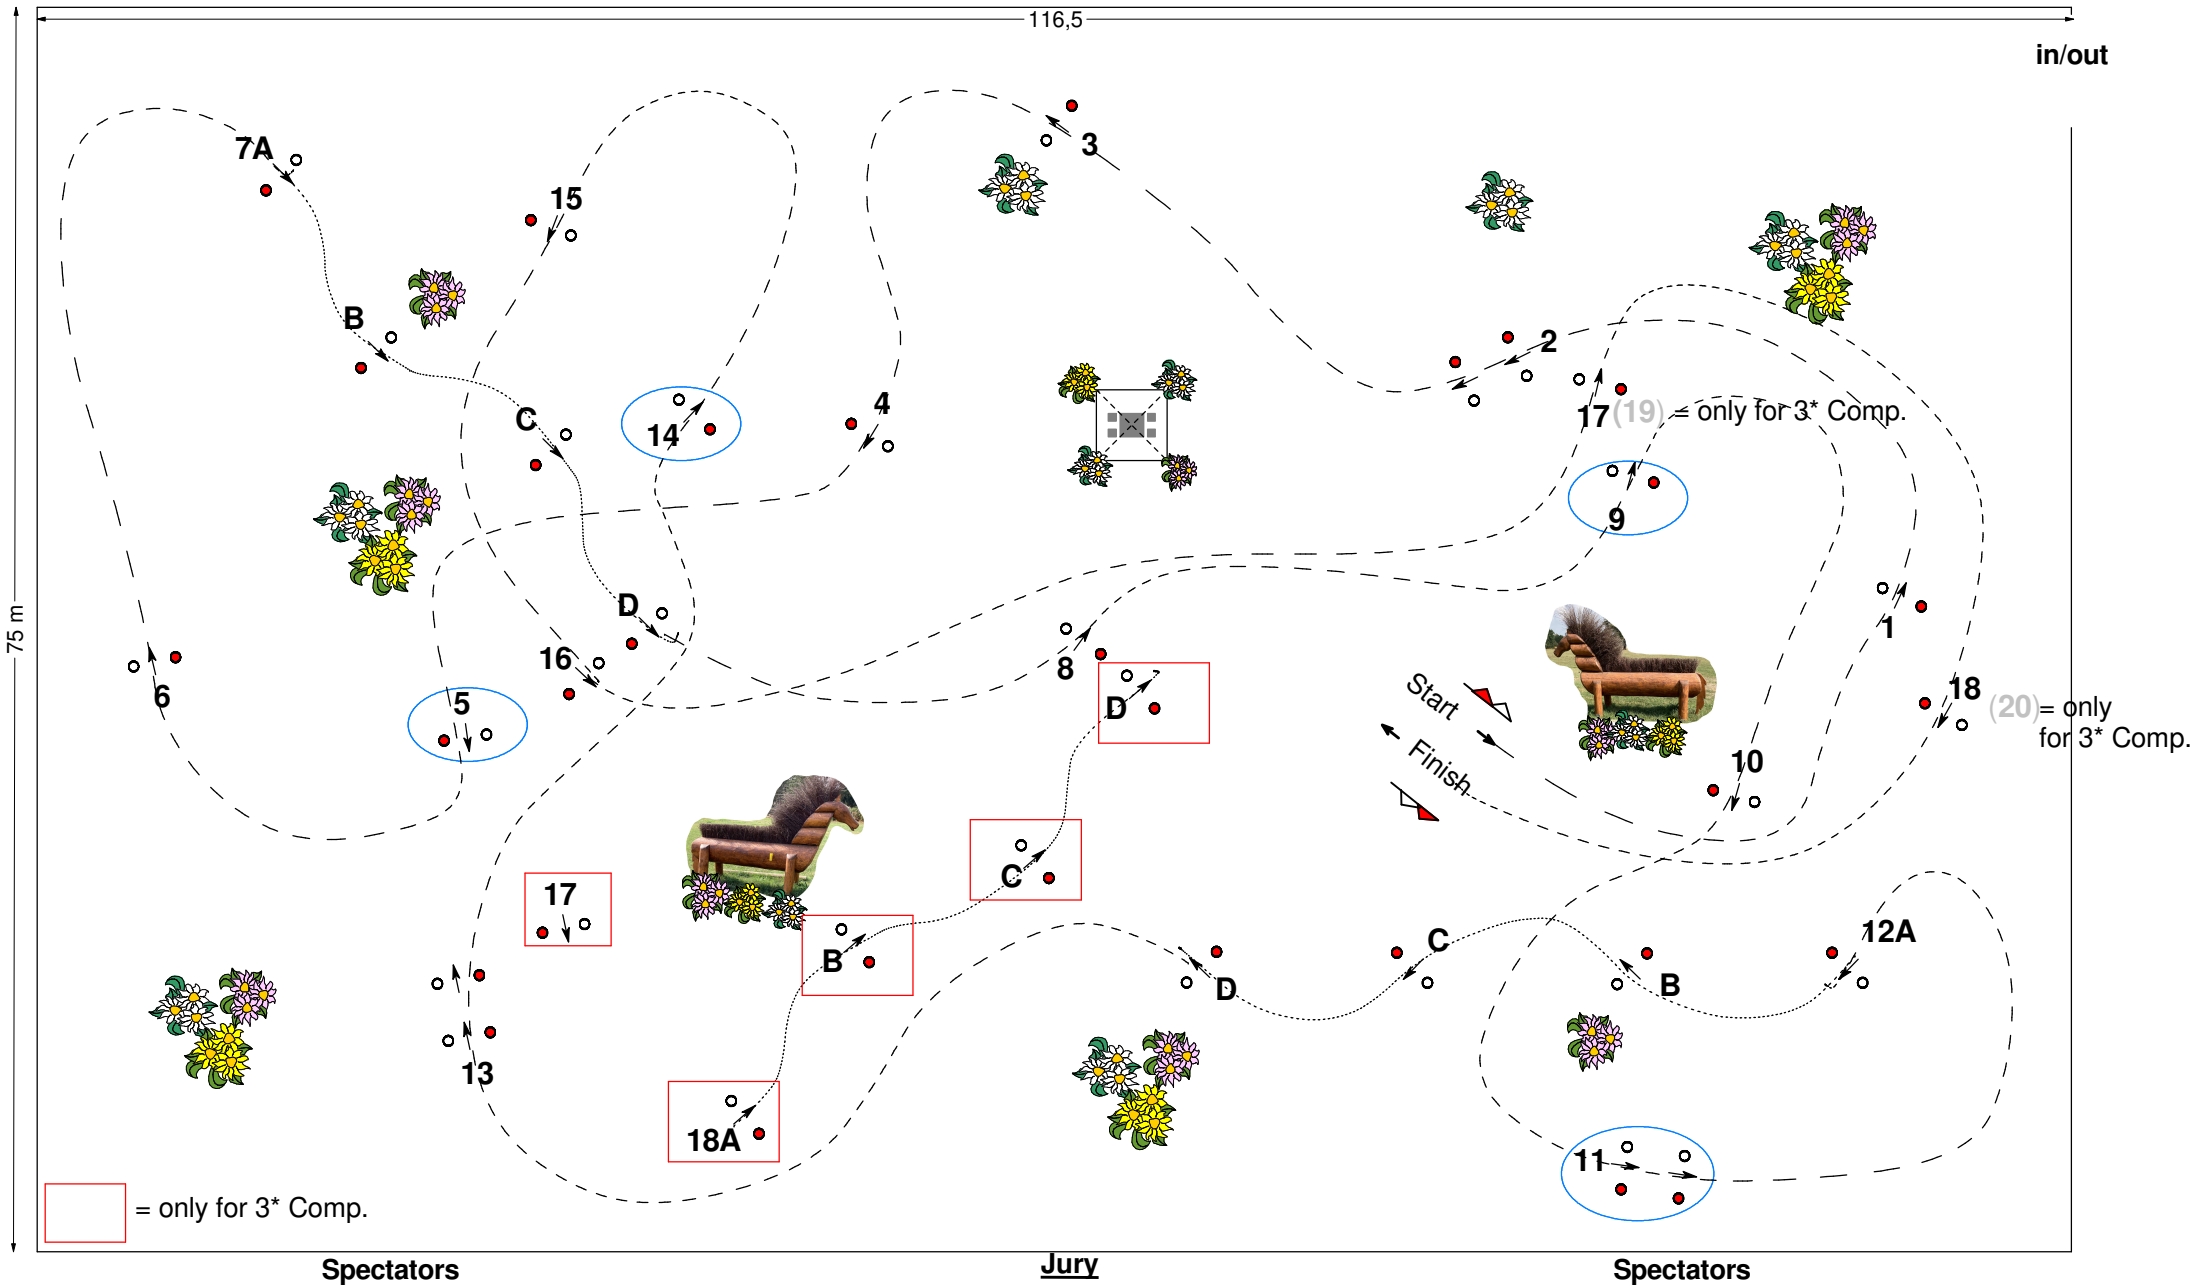 116,5
in/out
7A
3
15
B
2
C
14
4
17 (19) = only for 3* Comp.
9
75 m
D
1
16
8
6
5
D
Start
18 (20) = only
for 3* Comp.
Finish
10
C
17
12A
B
C
D
B
13
18A
11
= only for 3* Comp.
Spectators
Jury
Spectators